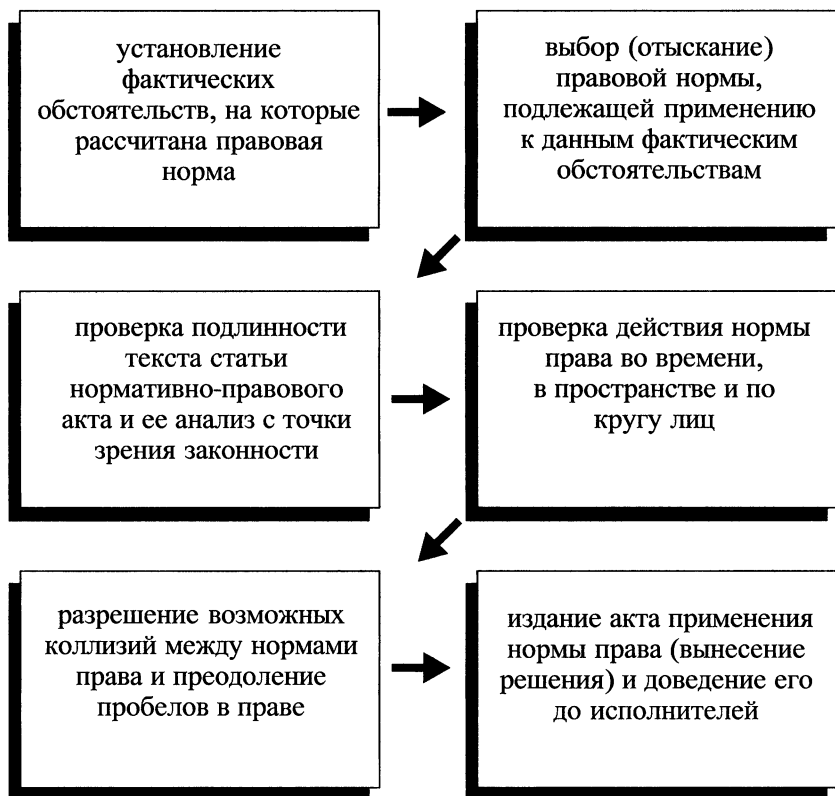 установление
фактических
обстоятельств, на которые
рассчитана правовая
норма
выбор (отыскание)
правовой нормы,
подлежащей применению
к данным фактическим
обстоятельствам
проверка подлинности
текста статьи
нормативно-правового
акта и ее анализ с точки
зрения законности
проверка действия нормы
права во времени,
в пространстве и по
кругу лиц
разрешение возможных
коллизий между нормами
права и преодоление
пробелов в праве
издание акта применения
нормы права (вынесение
решения) и доведение его
до исполнителей